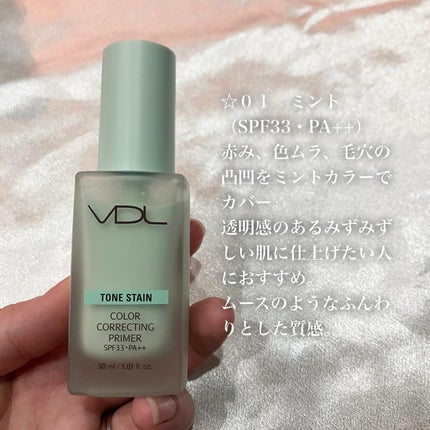 VDL
TONE STAIN
COLOR
CORRECTING
PRIMER
SPF33・PA++
30 ml / 1.01 fl. oz.
☆０１　ミント
（SPF33・PA++）
赤み、色ムラ、毛穴の
凸凹をミントカラーで
カバー。
透明感のあるみずみず
しい肌に仕上げたい人
におすすめ
ムースのようなふんわ
りとした質感